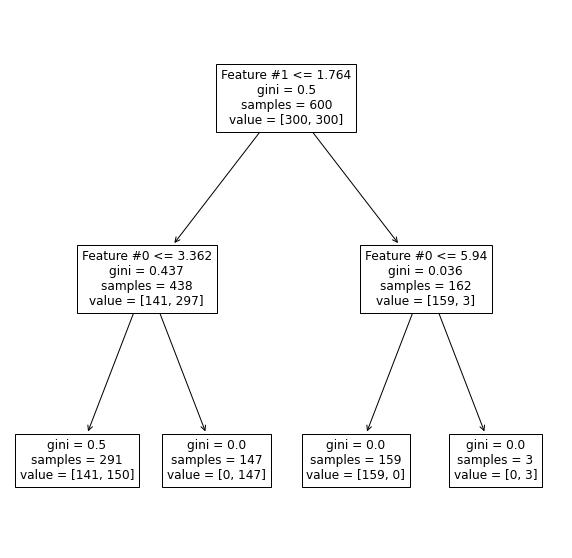 Feature #1 <= 1.764
gini = 0.5
samples = 600
value = [300, 300]
Feature #0 <= 3.362
gini = 0.437
samples = 438
value = [141, 297]
Feature #0 <= 5.94
gini = 0.036
samples = 162
value = [159, 3]
gini = 0.5
samples = 291
value = [141, 150]
gini = 0.0
samples = 147
value = [0, 147]
gini = 0.0
samples = 159
value = [159, 0]
gini = 0.0
samples = 3
value = [0, 3]